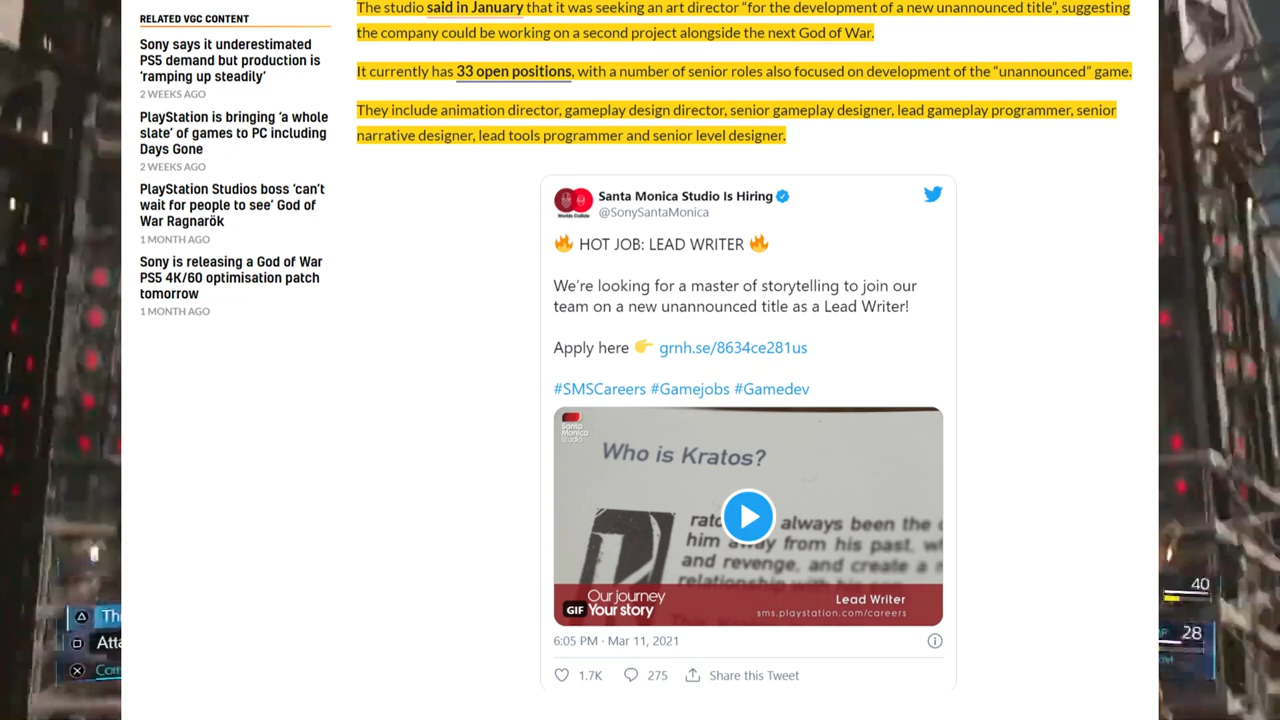 RELATED VGC CONTENT
Sony says it underestimated
PS5 demand but production is
‘ramping up steadily’
2 WEEKS AGO
PlayStation is bringing ‘a whole
slate’ of games to PC including
Days Gone
2 WEEKS AGO
PlayStation Studios boss ‘can’t
wait for people to see’ God of
War Ragnarök
1 MONTH AGO
Sony is releasing a God of War
PS5 4K/60 optimisation patch
tomorrow
1 MONTH AGO
The studio said in January that it was seeking an art director “for the development of a new unannounced title”, suggesting
the company could be working on a second project alongside the next God of War.
It currently has 33 open positions, with a number of senior roles also focused on development of the “unannounced” game.
They include animation director, gameplay design director, senior gameplay designer, lead gameplay programmer, senior
narrative designer, lead tools programmer and senior level designer.
Santa Monica Studio Is Hiring
@SonySantaMonica
🔥 HOT JOB: LEAD WRITER 🔥
We’re looking for a master of storytelling to join our
team on a new unannounced title as a Lead Writer!
Apply here 👉 grnh.se/8634ce281us
#SMSCareers #Gamejobs #Gamedev
Santa
Monica
Studio
Who is Kratos?
always been the
him away from his past,
and revenge, and create a
relationship
Our journey
Your story
GIF
Lead Writer
sms.playstation.com/careers
6:05 PM · Mar 11, 2021
1.7K 275 Share this Tweet
40
28